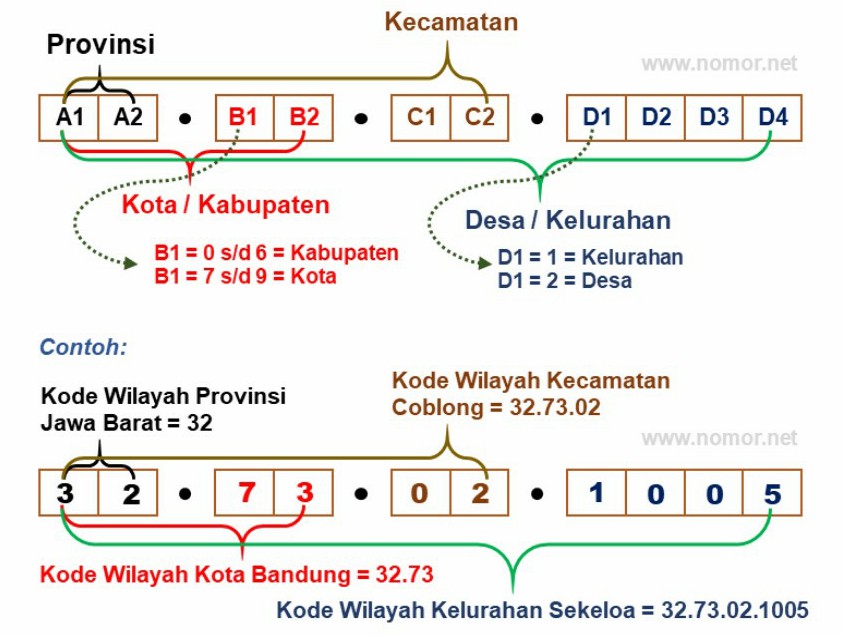 Provinsi
Kecamatan
www.nomor.net
A1 A2 • B1 B2 • C1 C2 • D1 D2 D3 D4
Kota / Kabupaten
Desa / Kelurahan
B1 = 0 s/d 6 = Kabupaten
B1 = 7 s/d 9 = Kota
D1 = 1 = Kelurahan
D1 = 2 = Desa
Contoh:
Kode Wilayah Provinsi
Jawa Barat = 32
Kode Wilayah Kecamatan
Coblong = 32.73.02
www.nomor.net
3 2 • 7 3 • 0 2 • 1 0 0 5
Kode Wilayah Kota Bandung = 32.73
Kode Wilayah Kelurahan Sekeloa = 32.73.02.1005